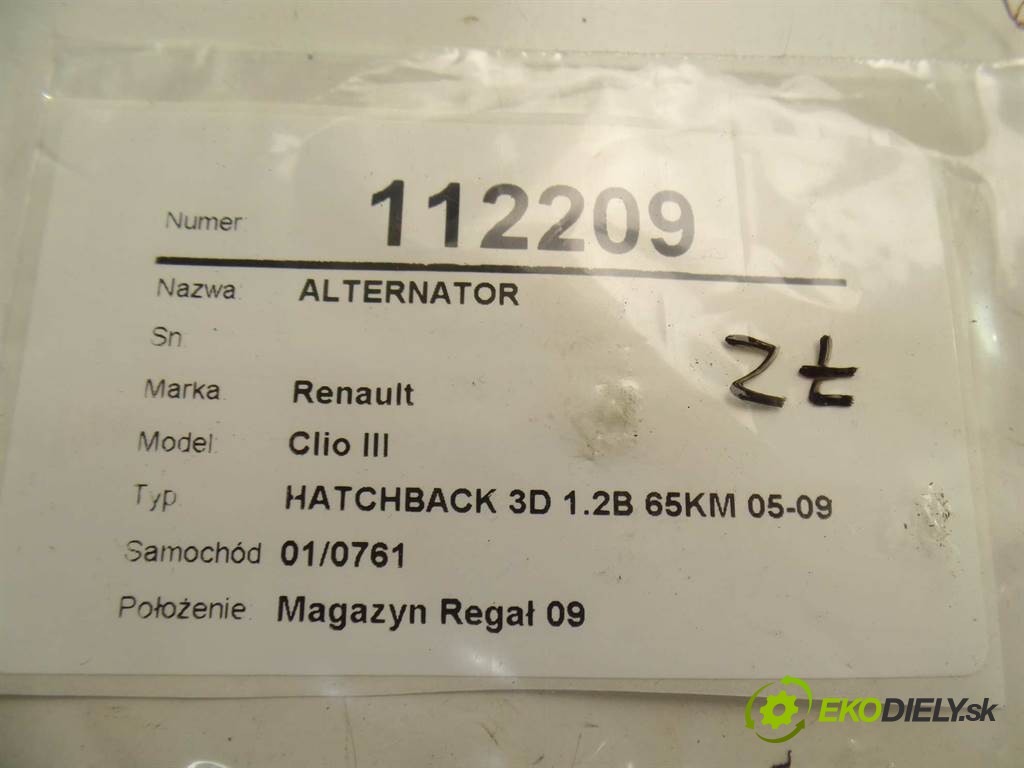 Numer: 112209
Nazwa: ALTERNATOR
Sn:
zł
Marka: Renault
Model: Clio III
Typ: HATCHBACK 3D 1.2B 65KM 05-09
Samochód 01/0761
Położenie: Magazyn Regał 09
EKODIELY.sk